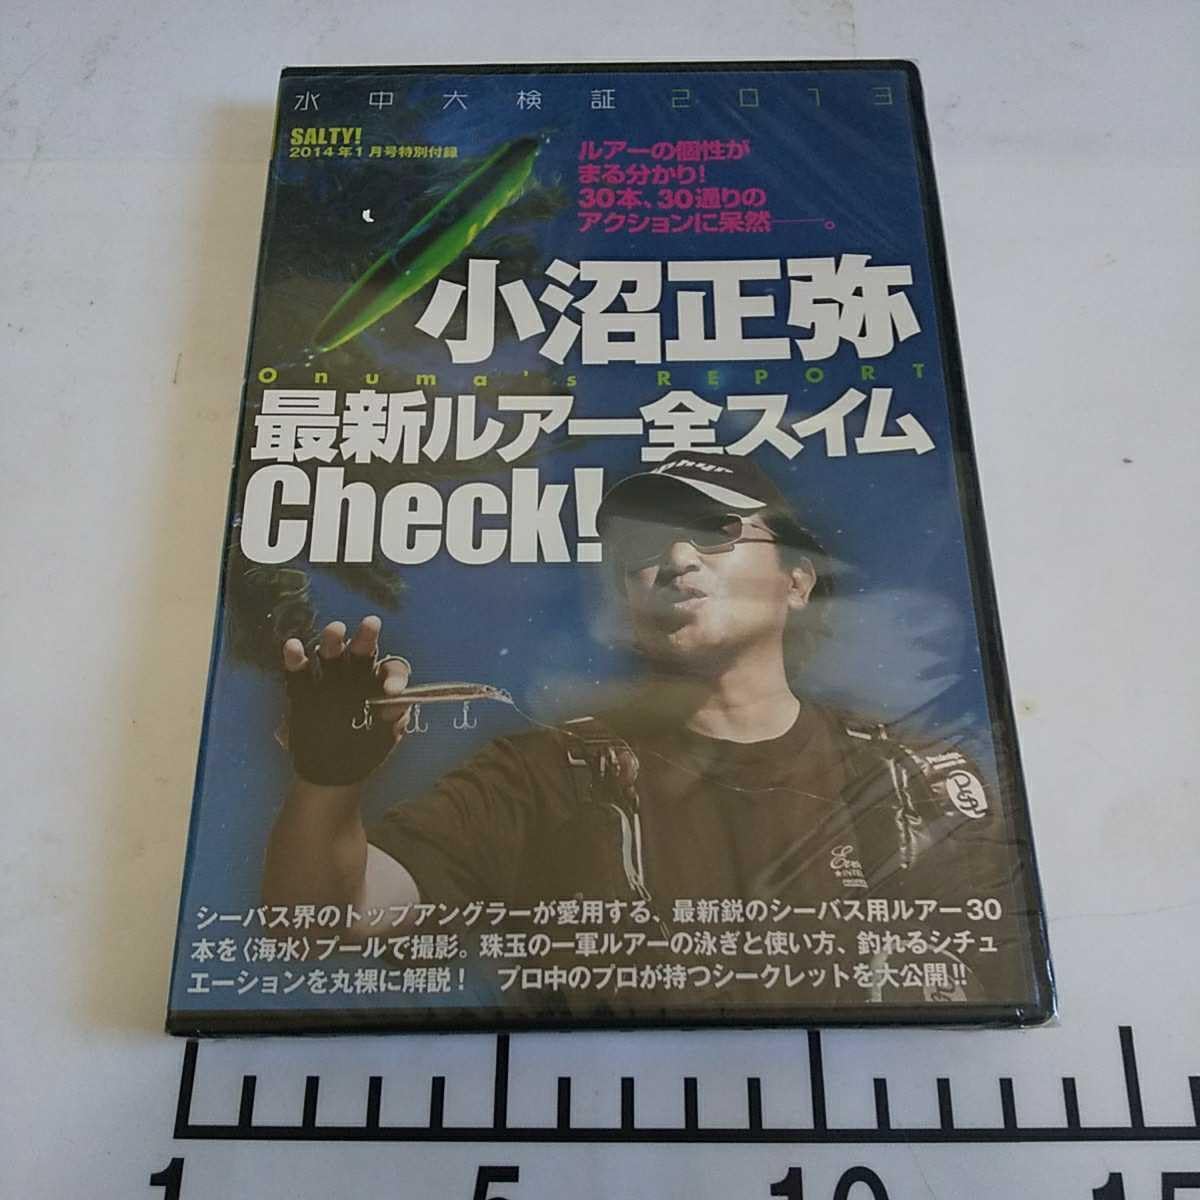 水中大検証2013
SALTY!
2014年1月号特別付録
ルアーの個性が
まる分かり!
30本、30通りの
アクションに呆然──。
小沼正弥
Onuma's REPORT
最新ルアー全スイム
Check!
シーバス界のトップアングラーが愛用する、最新鋭のシーバス用ルアー30
本を〈海水〉プールで撮影。珠玉の一軍ルアーの泳ぎと使い方、釣れるシチュ
エーションを丸裸に解説! プロ中のプロが持つシークレットを大公開!!
1 5 10 15